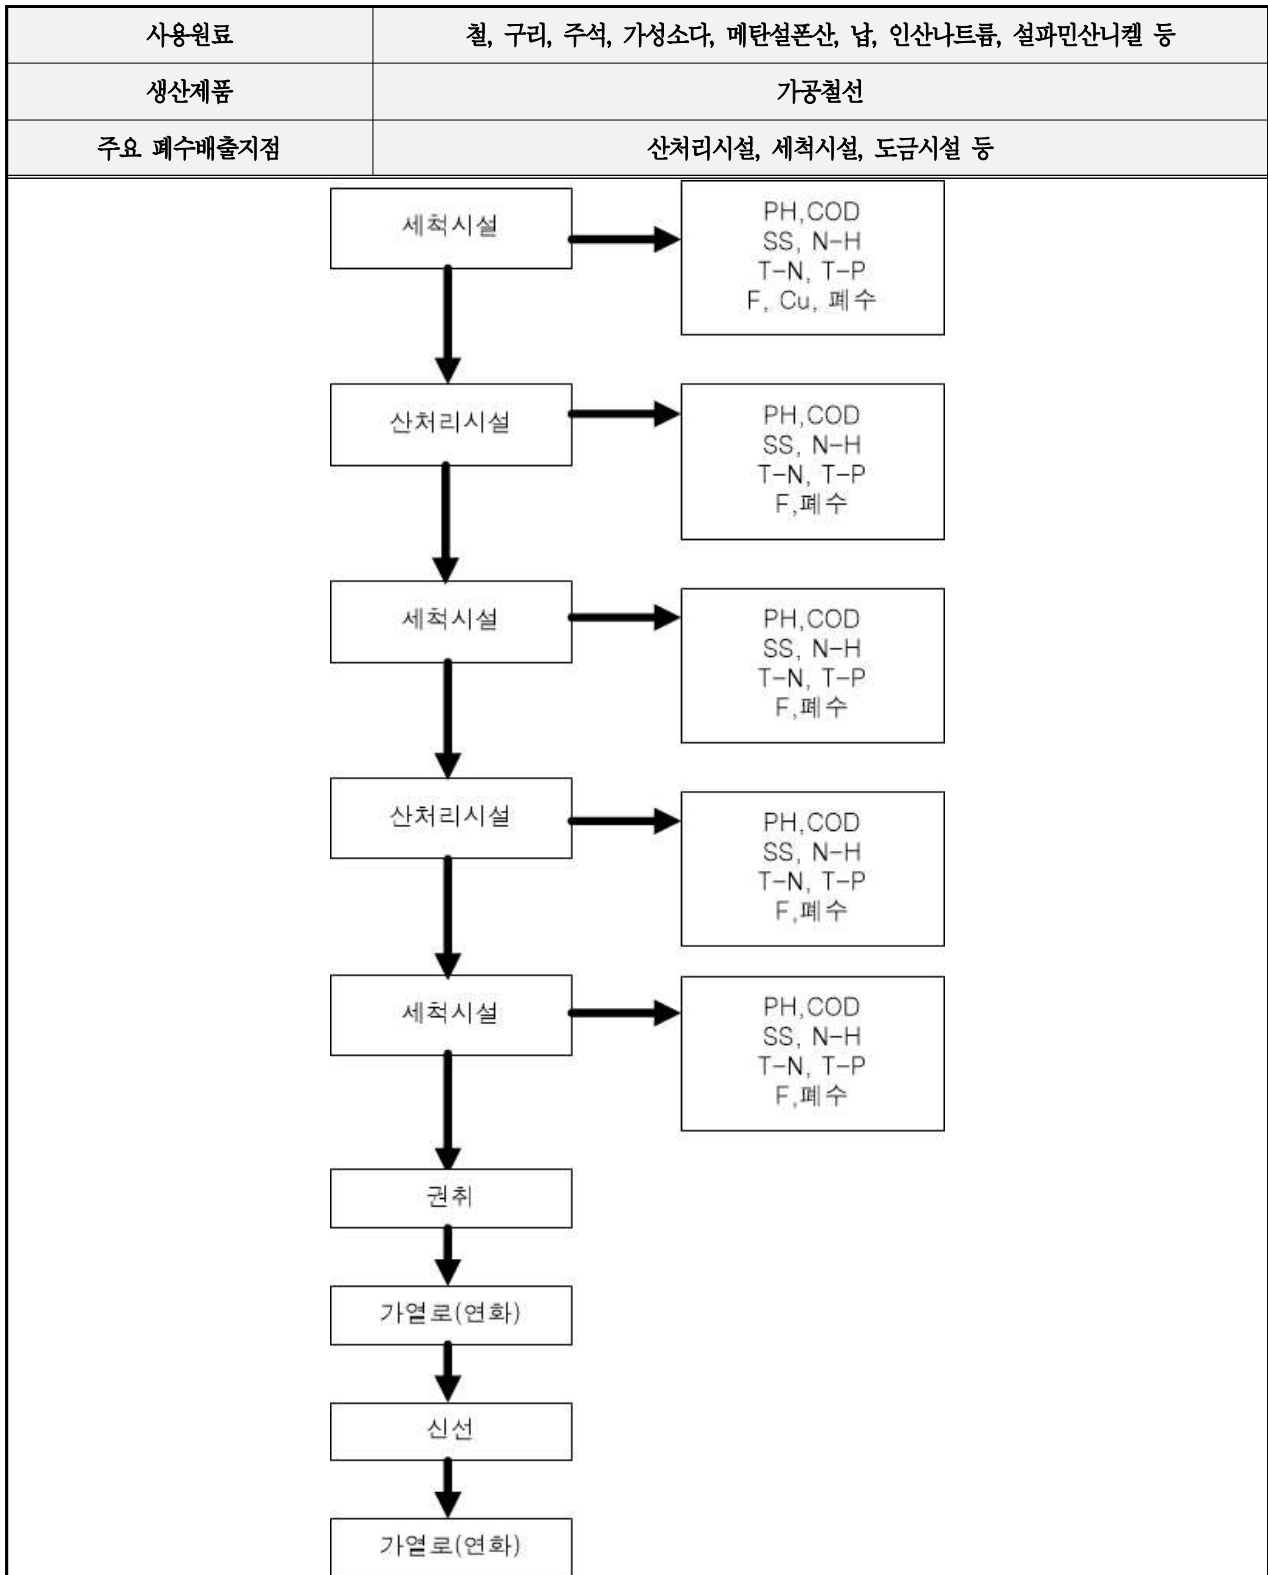 사용원료 철, 구리, 주석, 가성소다, 메탄설폰산, 납, 인산나트륨, 설파민산니켈 등
생산제품 가공철선
주요 폐수배출지점 산처리시설, 세척시설, 도금시설 등
세척시설
PH,COD
SS, N-H
T-N, T-P
F, Cu, 폐수
산처리시설
PH,COD
SS, N-H
T-N, T-P
F,폐수
세척시설
PH,COD
SS, N-H
T-N, T-P
F,폐수
산처리시설
PH,COD
SS, N-H
T-N, T-P
F,폐수
세척시설
PH,COD
SS, N-H
T-N, T-P
F,폐수
권취
가열로(연화)
신선
가열로(연화)